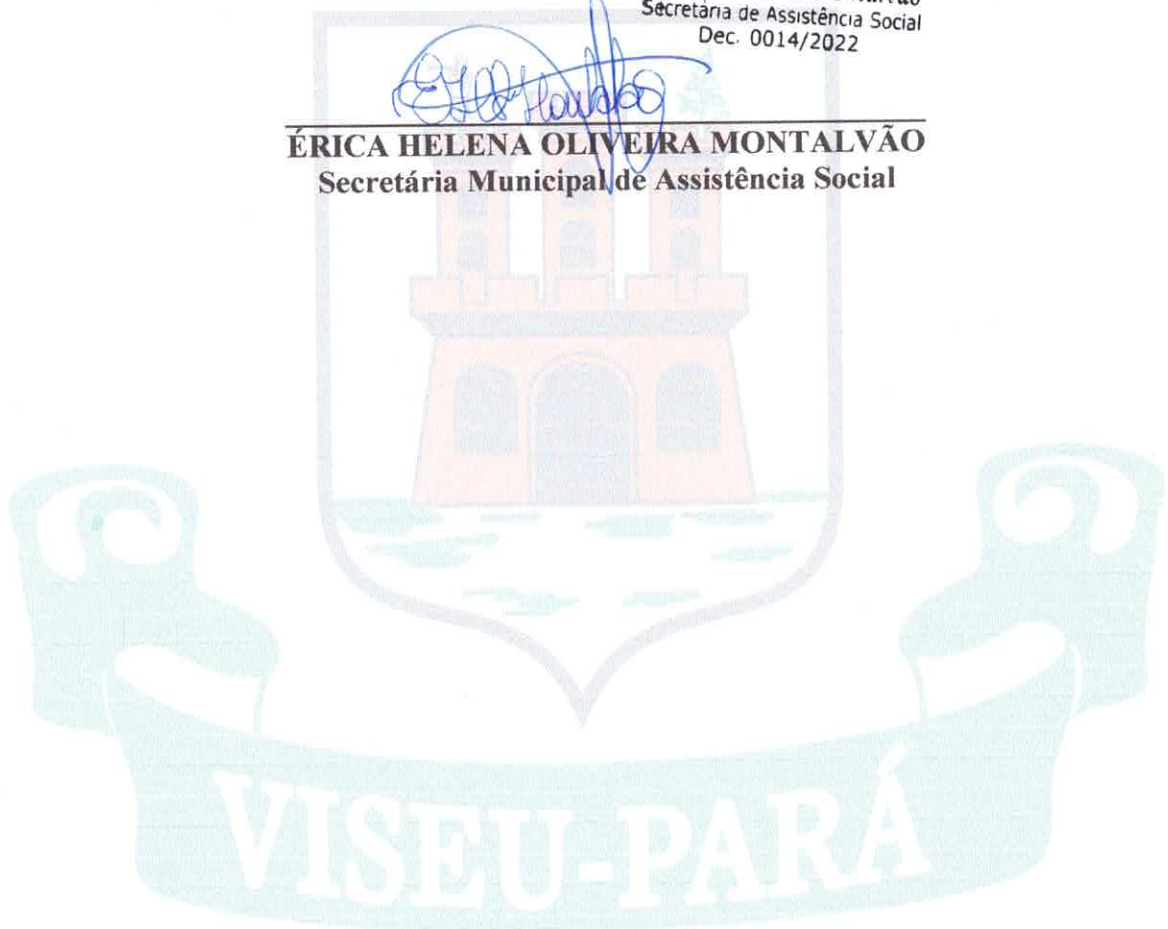 Secretária de Assistência Social
Dec. 0014/2022
ÉRICA HELENA OLIVEIRA MONTALVÃO
Secretária Municipal de Assistência Social
VISEU-PARÁ